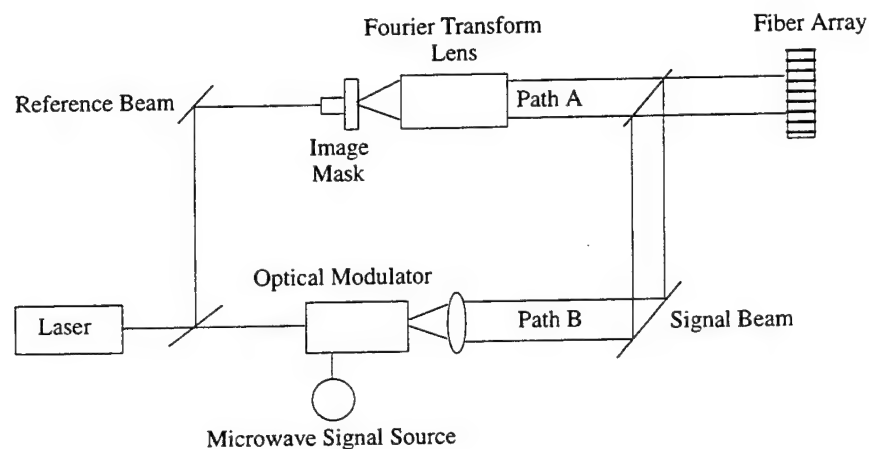 Fiber Array
Fourier Transform
Lens
Reference Beam
Path A
Image
Mask
Optical Modulator
Laser
Path B
Signal Beam
Microwave Signal Source